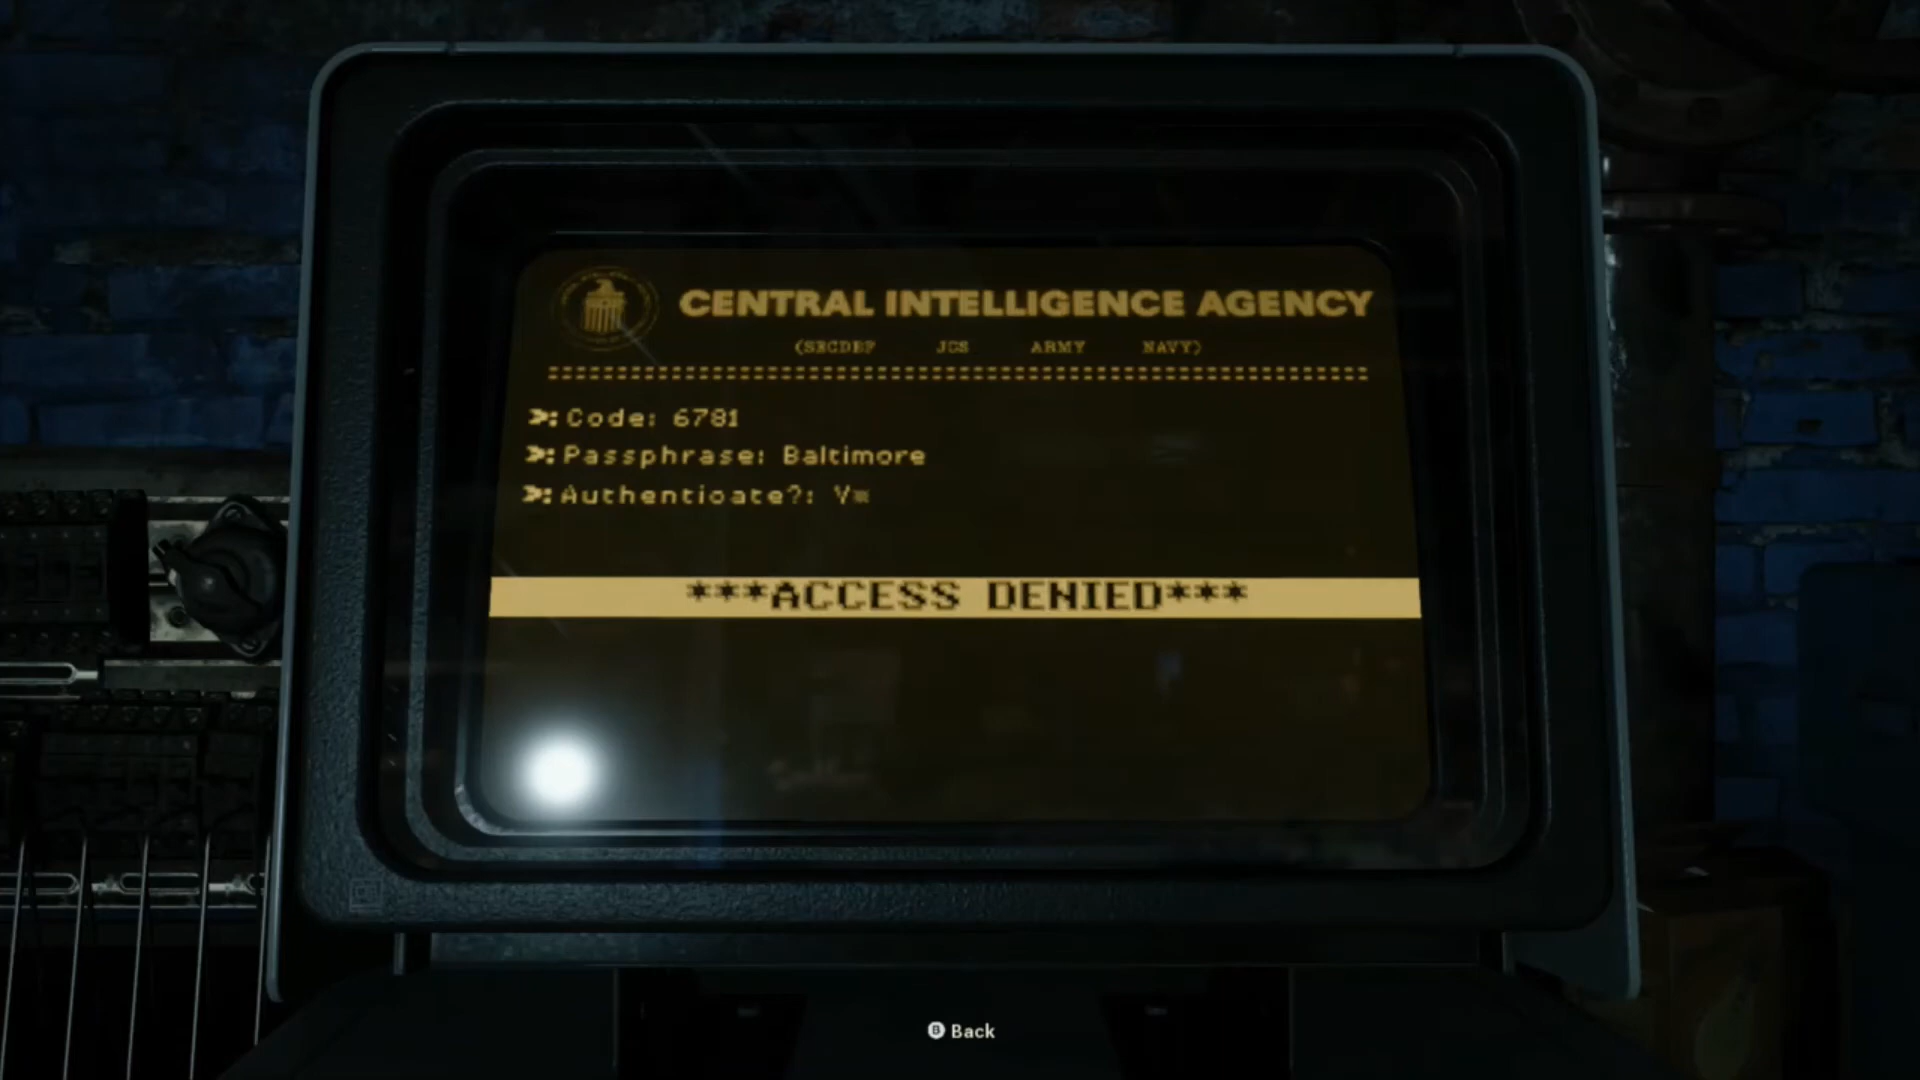 CENTRAL INTELLIGENCE AGENCY
(SECDEF JCS ARMY NAVY)
>: Code: 6781
>: Passphrase: Baltimore
>: Authenticate?: Y
***ACCESS DENIED***
B Back